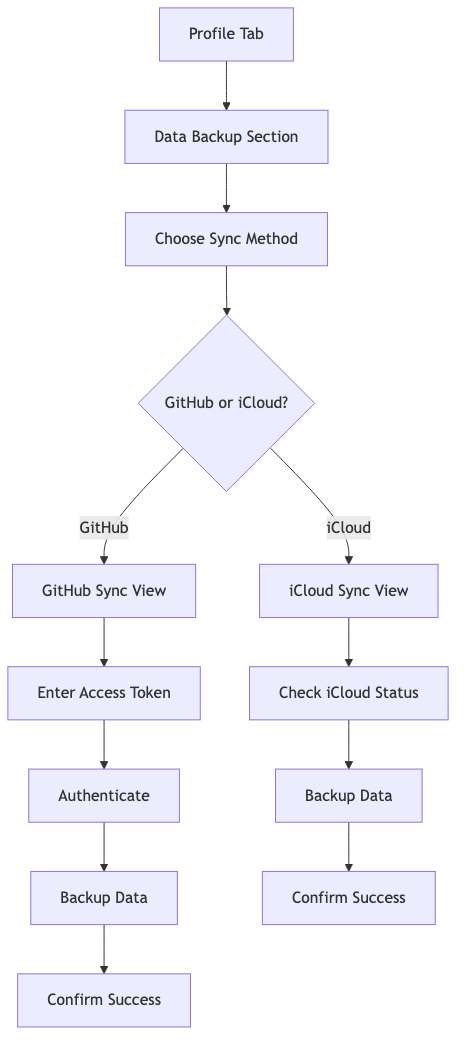 Profile Tab
Data Backup Section
Choose Sync Method
GitHub or iCloud?
GitHub
iCloud
GitHub Sync View
iCloud Sync View
Enter Access Token
Check iCloud Status
Authenticate
Backup Data
Backup Data
Confirm Success
Confirm Success